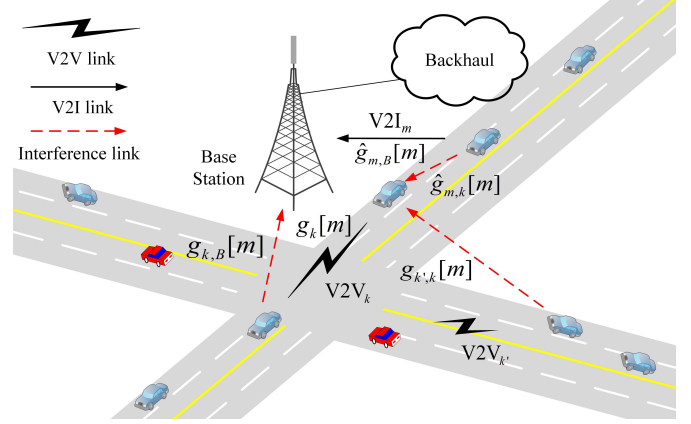 V2V link
V2I link
Interference link
Backhaul
Base
Station
V2I_m
ĝ_{m,B}[m]
ĝ_{m,k}[m]
g_{k,B}[m]
g_k[m]
V2V_k
g_{k',k}[m]
V2V_{k'}